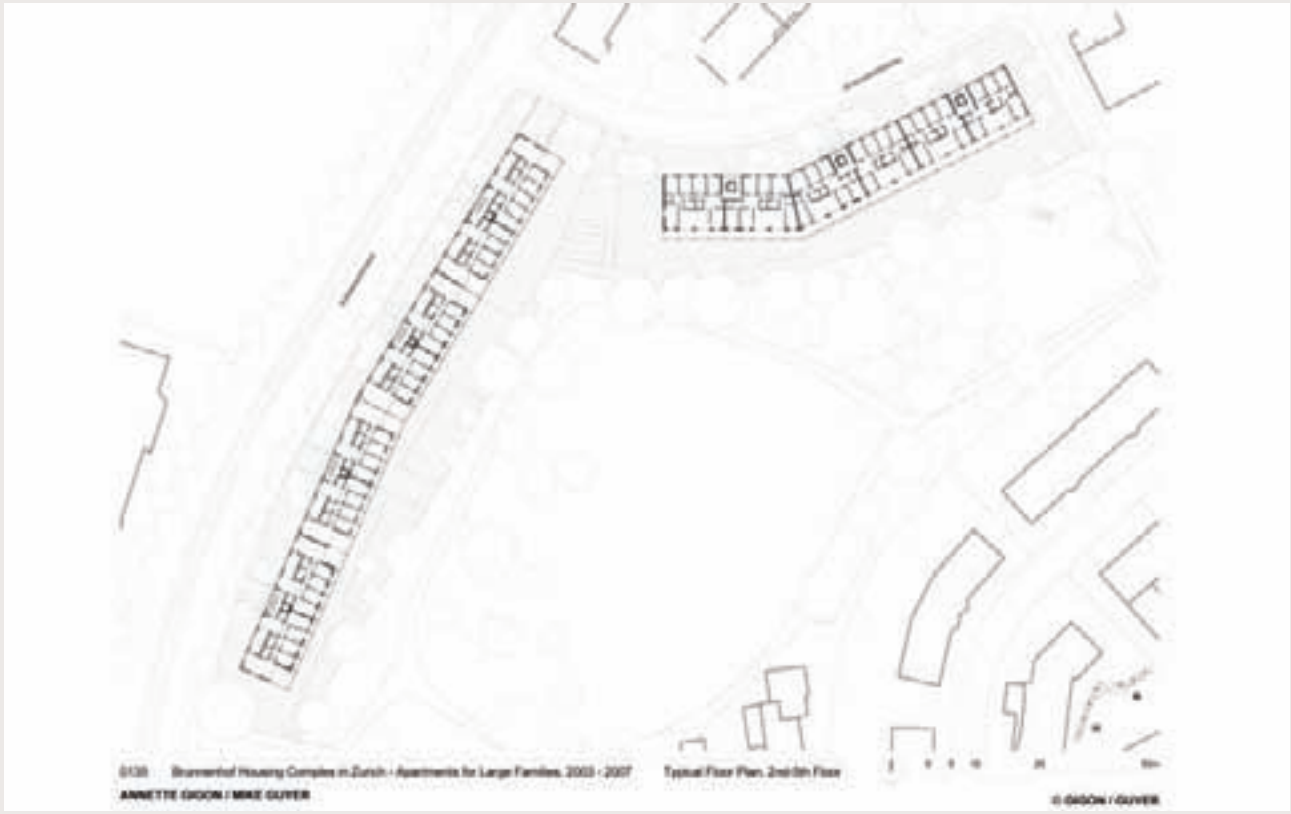 0135 Brunnenhof Housing Complex in Zurich - Apartments for Large Families, 2003 - 2007 Typical Floor Plan, 2nd-5th Floor
ANNETTE GIGON / MIKE GUYER © GIGON / GUYER